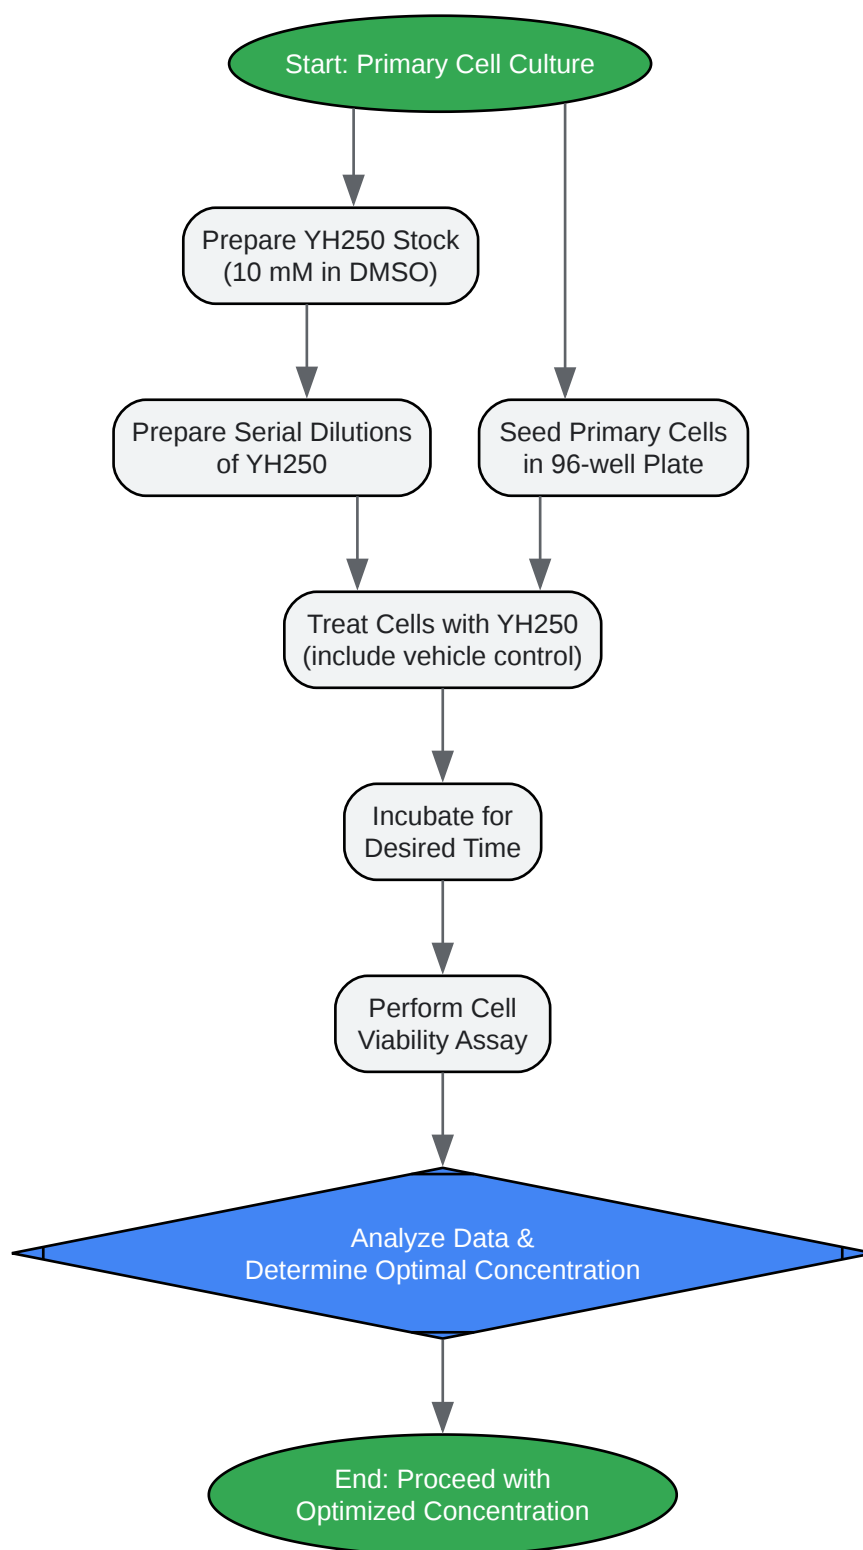 Start: Primary Cell Culture
Prepare YH250 Stock
(10 mM in DMSO)
Prepare Serial Dilutions
of YH250
Seed Primary Cells
in 96-well Plate
Treat Cells with YH250
(include vehicle control)
Incubate for
Desired Time
Perform Cell
Viability Assay
Analyze Data &
Determine Optimal Concentration
End: Proceed with
Optimized Concentration